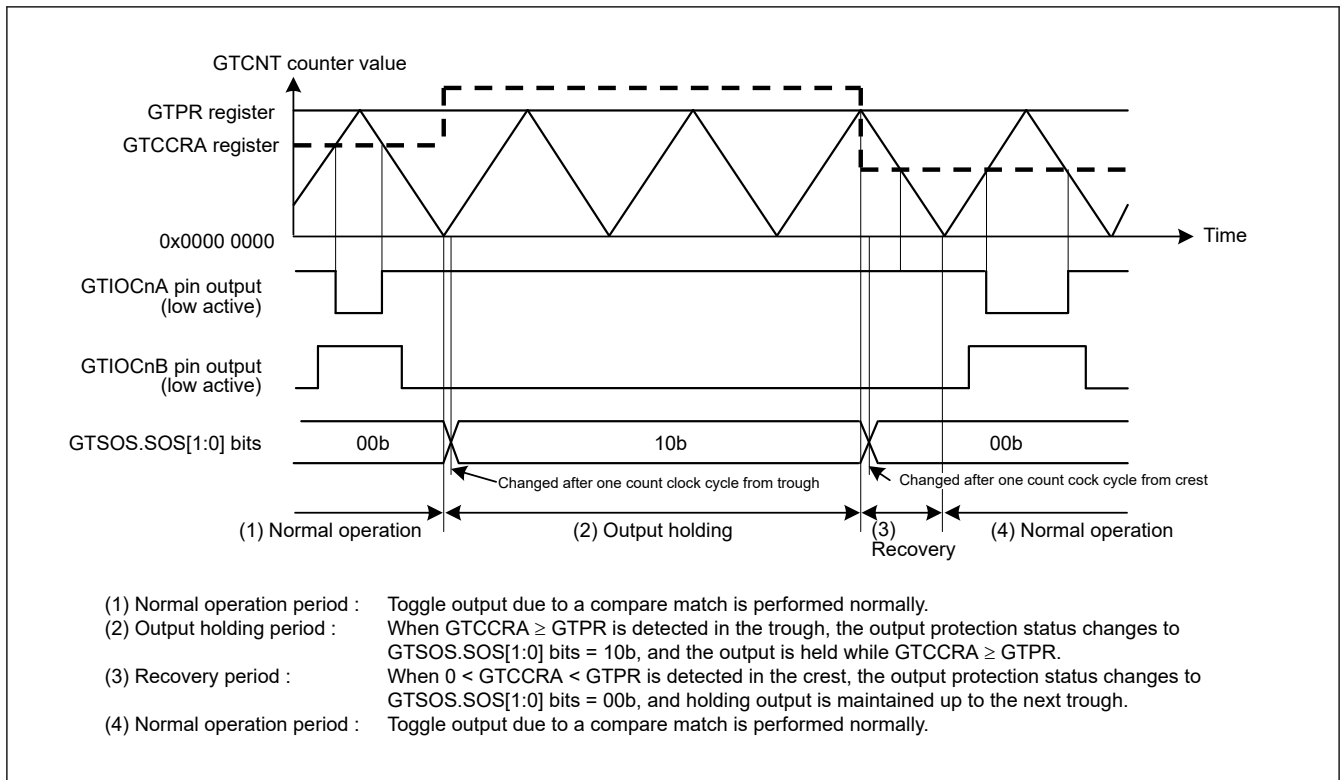 GTCNT counter value
GTPR register
GTCCRA register
0x0000 0000
Time
GTIOCnA pin output
(low active)
GTIOCnB pin output
(low active)
GTSOS.SOS[1:0] bits
00b
10b
00b
Changed after one count clock cycle from trough
Changed after one count cock cycle from crest
(1) Normal operation
(2) Output holding
(3)
Recovery
(4) Normal operation
(1) Normal operation period : Toggle output due to a compare match is performed normally.
(2) Output holding period : When GTCCRA ≥ GTPR is detected in the trough, the output protection status changes to
GTSOS.SOS[1:0] bits = 10b, and the output is held while GTCCRA ≥ GTPR.
(3) Recovery period : When 0 < GTCCRA < GTPR is detected in the crest, the output protection status changes to
GTSOS.SOS[1:0] bits = 00b, and holding output is maintained up to the next trough.
(4) Normal operation period : Toggle output due to a compare match is performed normally.